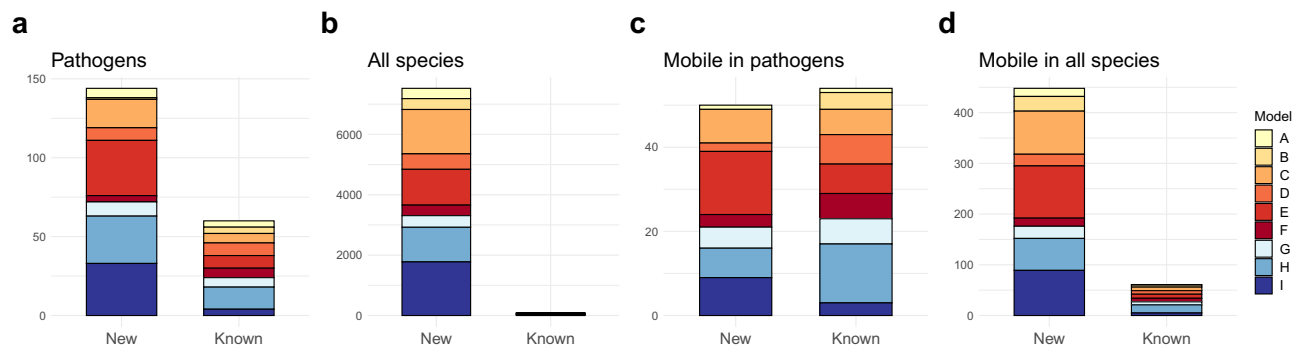 a
Pathogens
150
100
50
0
New
Known
b
All species
6000
4000
2000
0
New
Known
c
Mobile in pathogens
40
20
0
New
Known
d
Mobile in all species
400
300
200
100
0
New
Known
Model
A
B
C
D
E
F
G
H
I